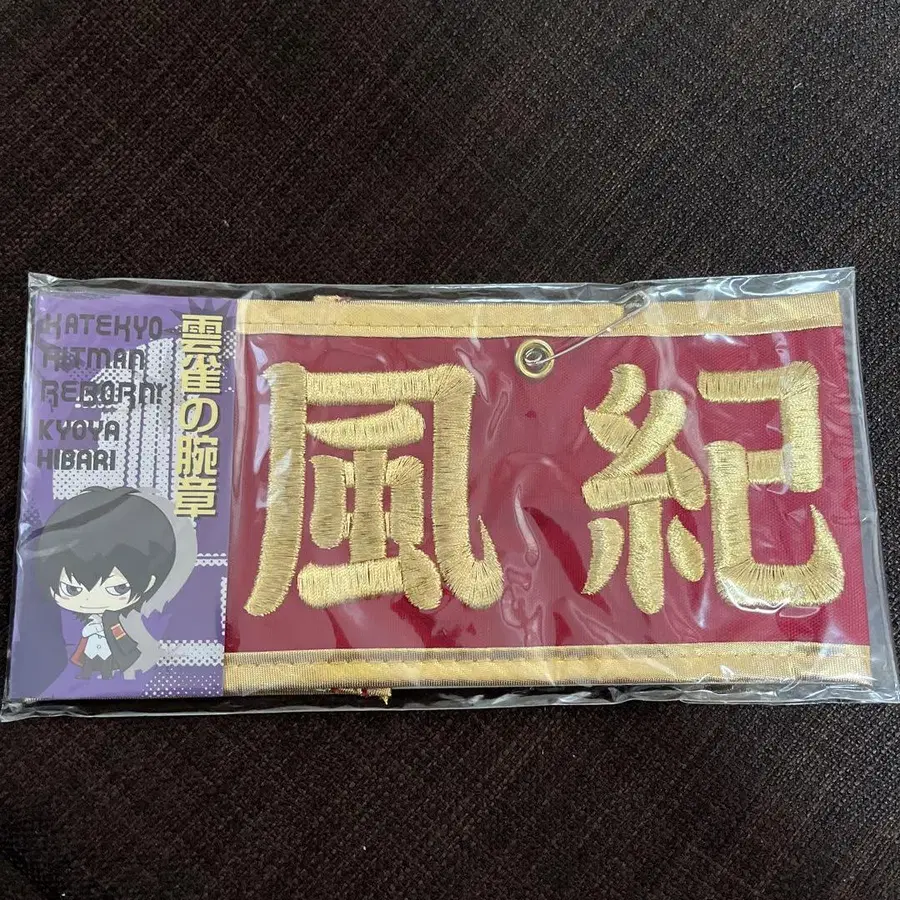 KATEKYO
HITMAN
REBORN!
KYOYA
HIBARI
雲雀の腕章
風紀